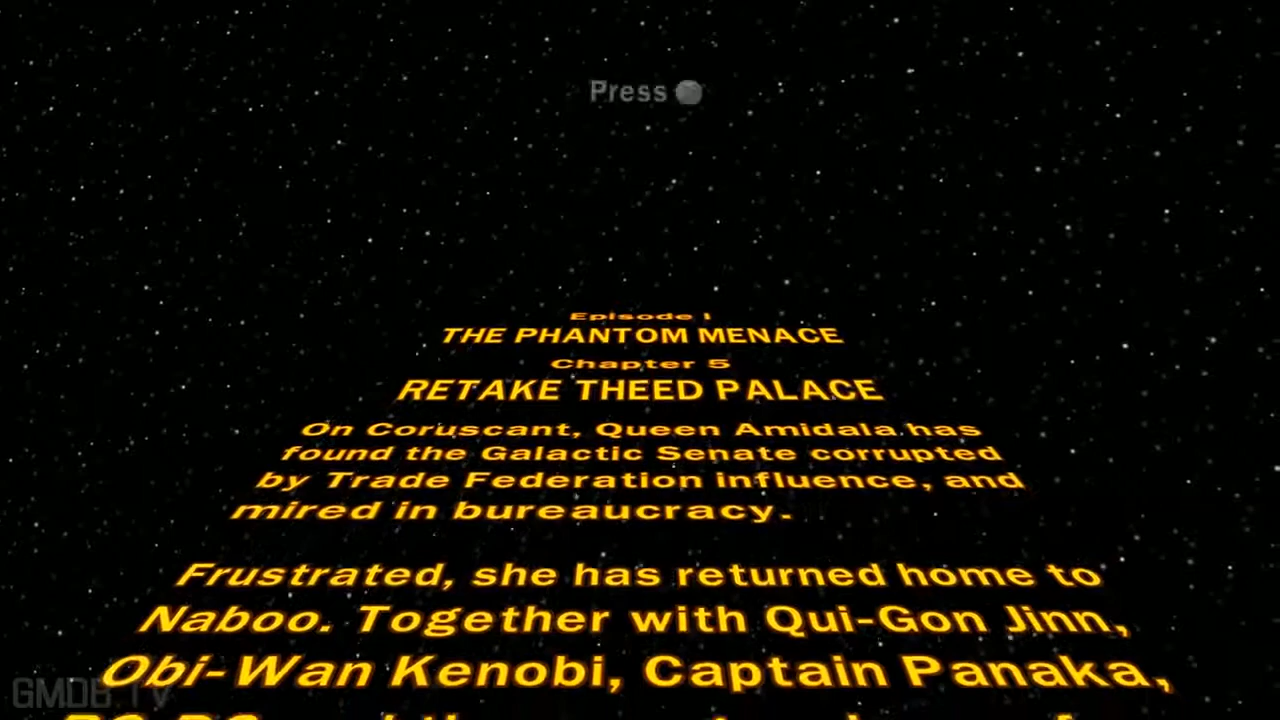 Press
Episode I
THE PHANTOM MENACE
Chapter 5
RETAKE THEED PALACE
On Coruscant, Queen Amidala has
found the Galactic Senate corrupted
by Trade Federation influence, and
mired in bureaucracy.
Frustrated, she has returned home to
Naboo. Together with Qui-Gon Jinn,
Obi-Wan Kenobi, Captain Panaka,
GMDB.TV